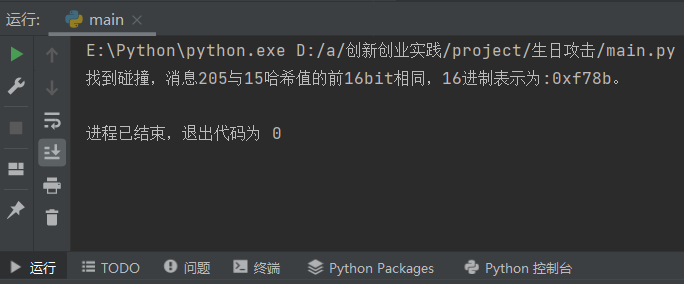 运行:
main
E:\Python\python.exe D:/a/创新创业实践/project/生日攻击/main.py
找到碰撞，消息205与15哈希值的前16bit相同，16进制表示为:0xf78b。
进程已结束，退出代码为 0
运行
TODO
问题
终端
Python Packages
Python 控制台